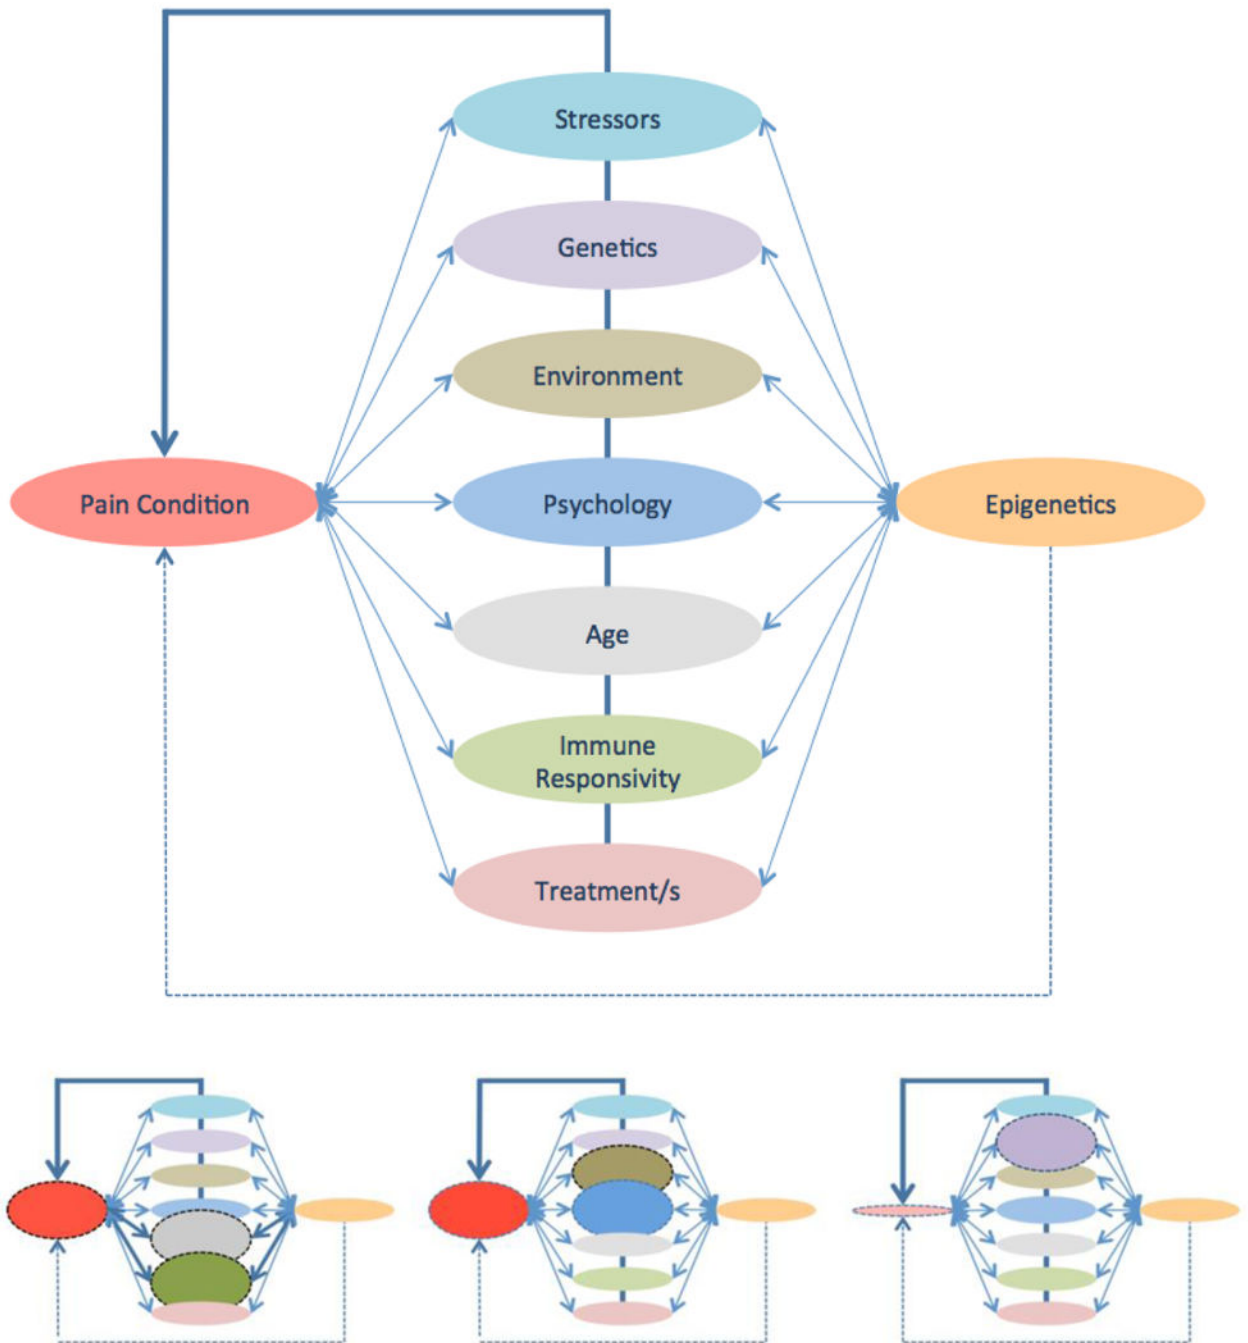 Stressors
Genetics
Environment
Pain Condition
Psychology
Epigenetics
Age
Immune
Responsivity
Treatment/s